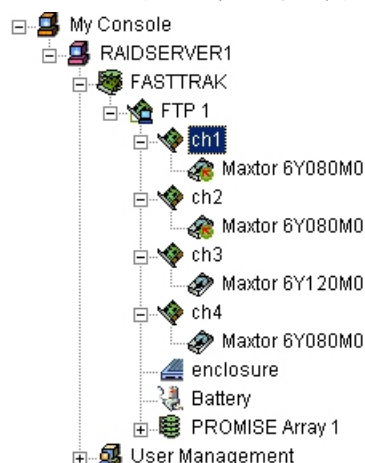 My Console
RAIDSERVER1
FASTTRAK
FTP 1
ch1
Maxtor 6Y080M0
ch2
Maxtor 6Y080M0
ch3
Maxtor 6Y120M0
ch4
Maxtor 6Y080M0
enclosure
Battery
PROMISE Array 1
User Management